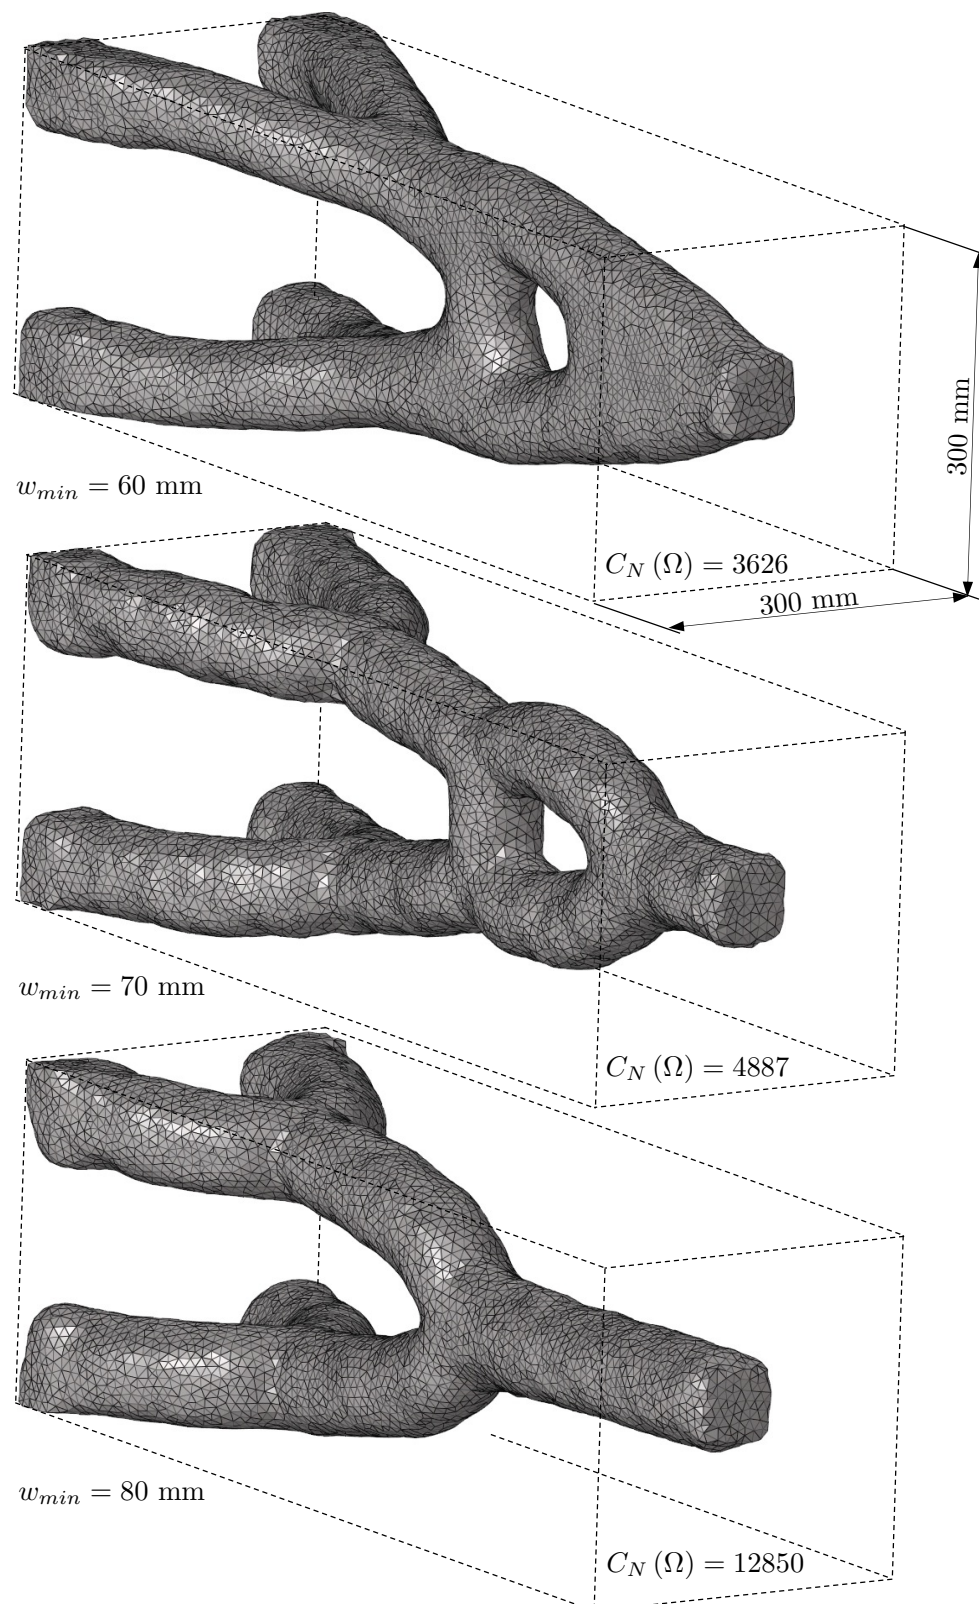 300 mm
w_{min} = 60 mm
C_N (Ω) = 3626
300 mm
w_{min} = 70 mm
C_N (Ω) = 4887
w_{min} = 80 mm
C_N (Ω) = 12850